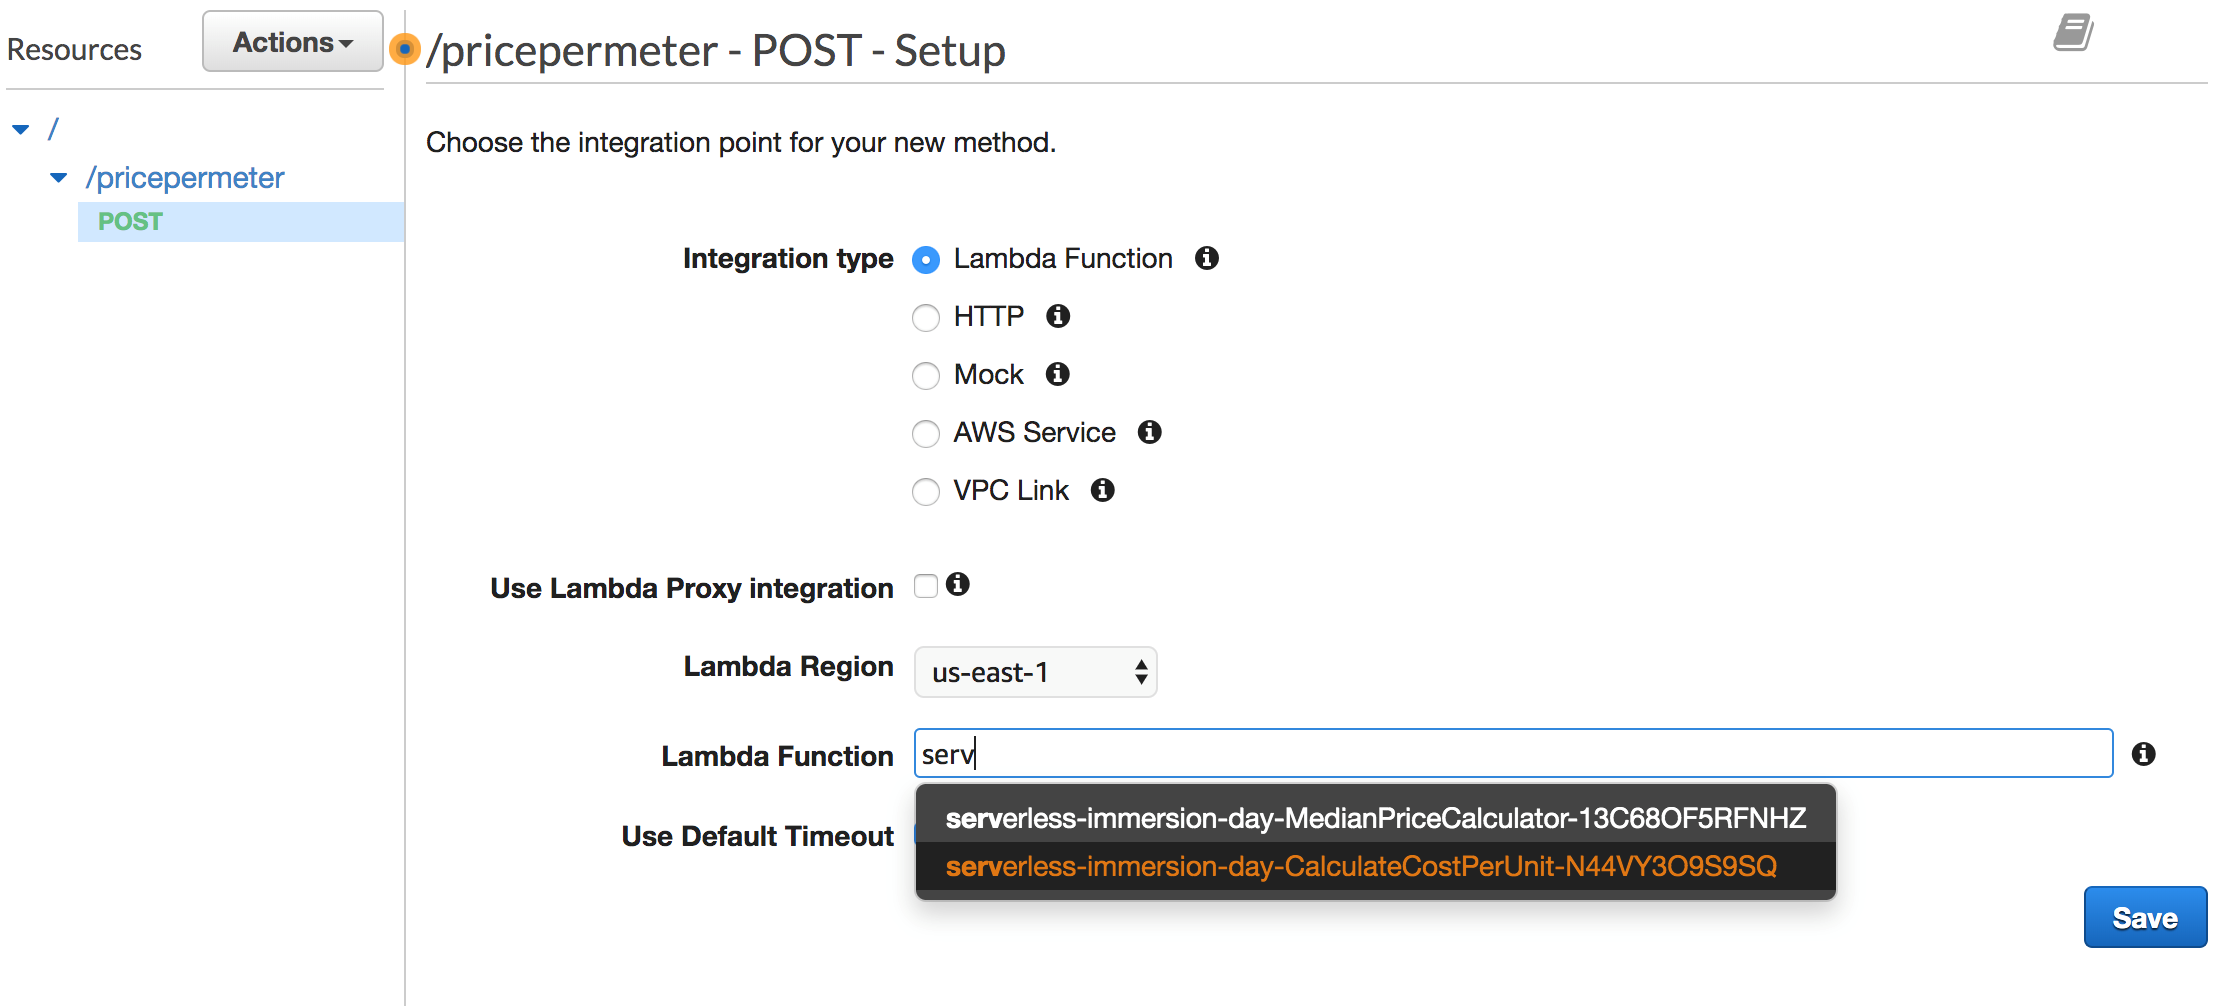 Resources
Actions
/pricepermeter - POST - Setup
/
/pricepermeter
POST
Choose the integration point for your new method.
Integration type
Lambda Function
HTTP
Mock
AWS Service
VPC Link
Use Lambda Proxy integration
Lambda Region
us-east-1
Lambda Function
serv
serverless-immersion-day-MedianPriceCalculator-13C68OF5RFNHZ
Use Default Timeout
serverless-immersion-day-CalculateCostPerUnit-N44VY3O9S9SQ
Save